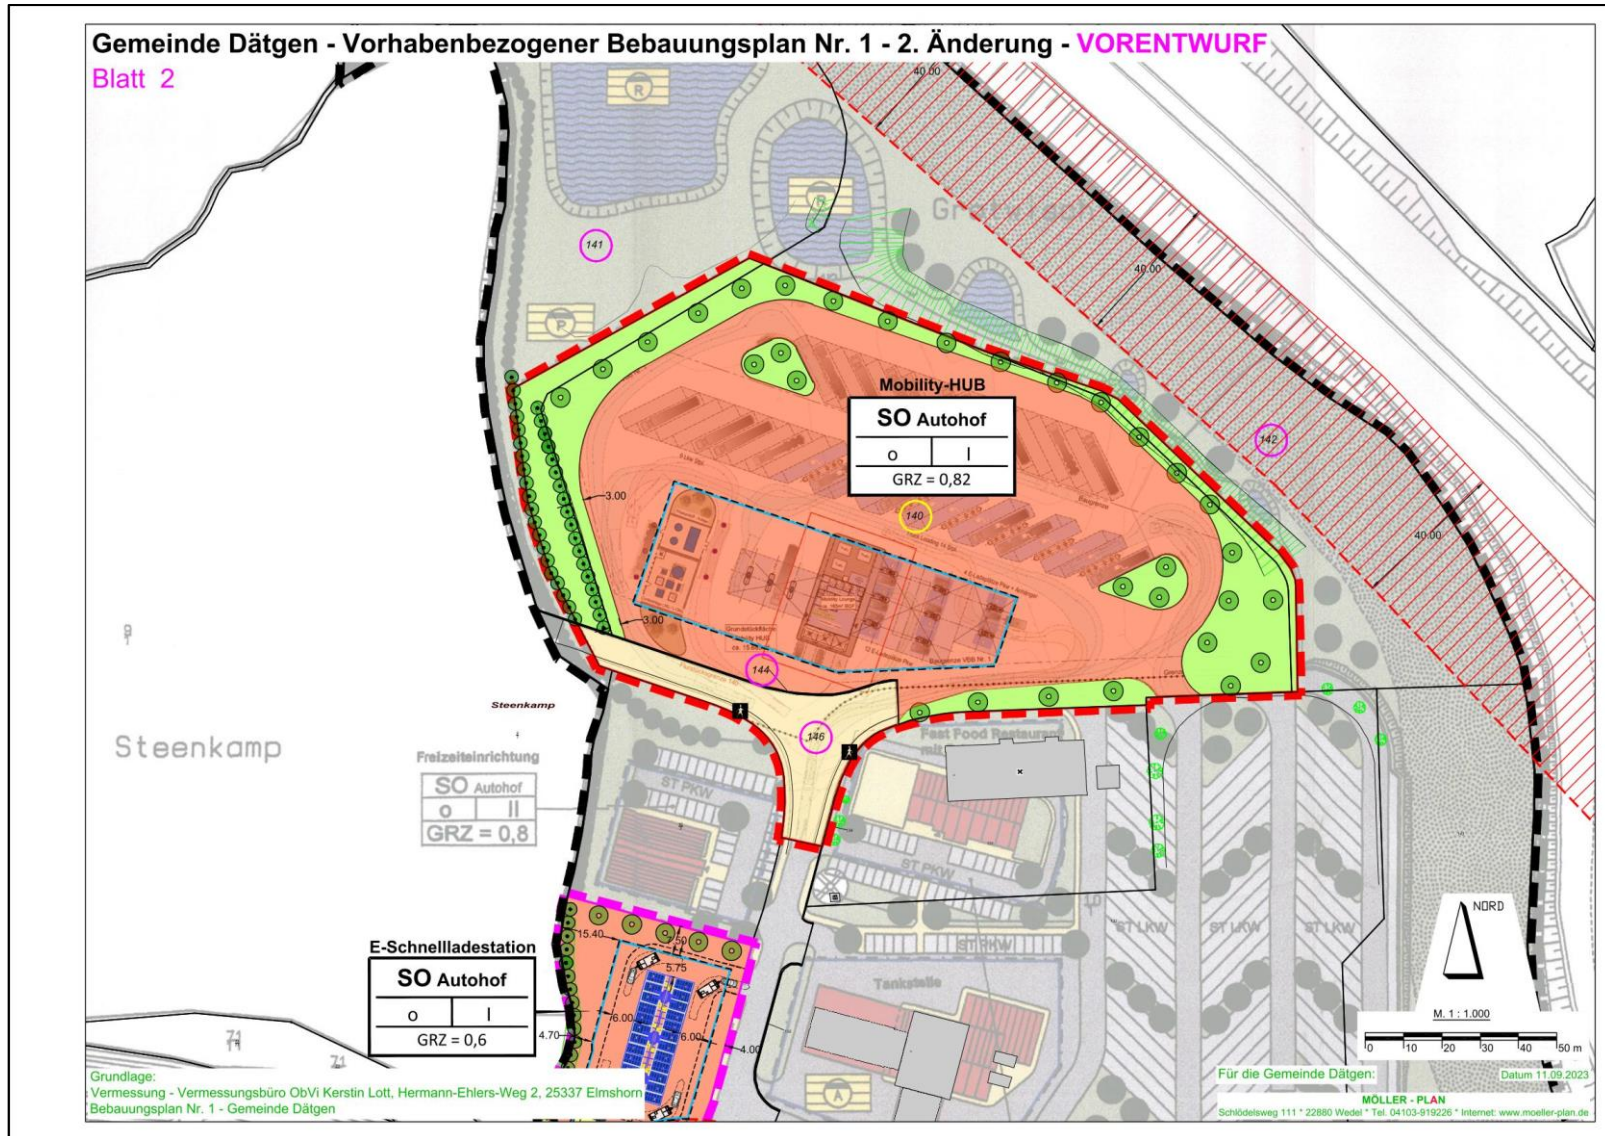 Gemeinde Dätgen - Vorhabenbezogener Bebauungsplan Nr. 1 - 2. Änderung - VORENTWURF
Blatt 2
40.00
R
R
141
40.00
R
Mobility-HUB
SO Autohof
o I
GRZ = 0,82
142
3.00
140
40.00
3.00
144
Steenkamp
146
Steenkamp
Freizeiteinrichtung
SO Autohof
o II
GRZ = 0,8
Fast Food Restaurant
ST PKW
ST PKW
ST LKW
ST LKW
ST LKW
ST PKW
NORD
E-Schnellladestation
SO Autohof
o I
GRZ = 0,6
15.40
7.50
5.75
6.00
6.00
4.70
4.00
Tankstelle
A
71
71
M. 1 : 1.000
0 10 20 30 40 50 m
Grundlage:
Vermessung - Vermessungsbüro ObVi Kerstin Lott, Hermann-Ehlers-Weg 2, 25337 Elmshorn
Bebauungsplan Nr. 1 - Gemeinde Dätgen
Für die Gemeinde Dätgen:
Datum 11.09.2023
MÖLLER - PLAN
Schlödelsweg 111 * 22880 Wedel * Tel. 04103-919226 * Internet: www.moeller-plan.de